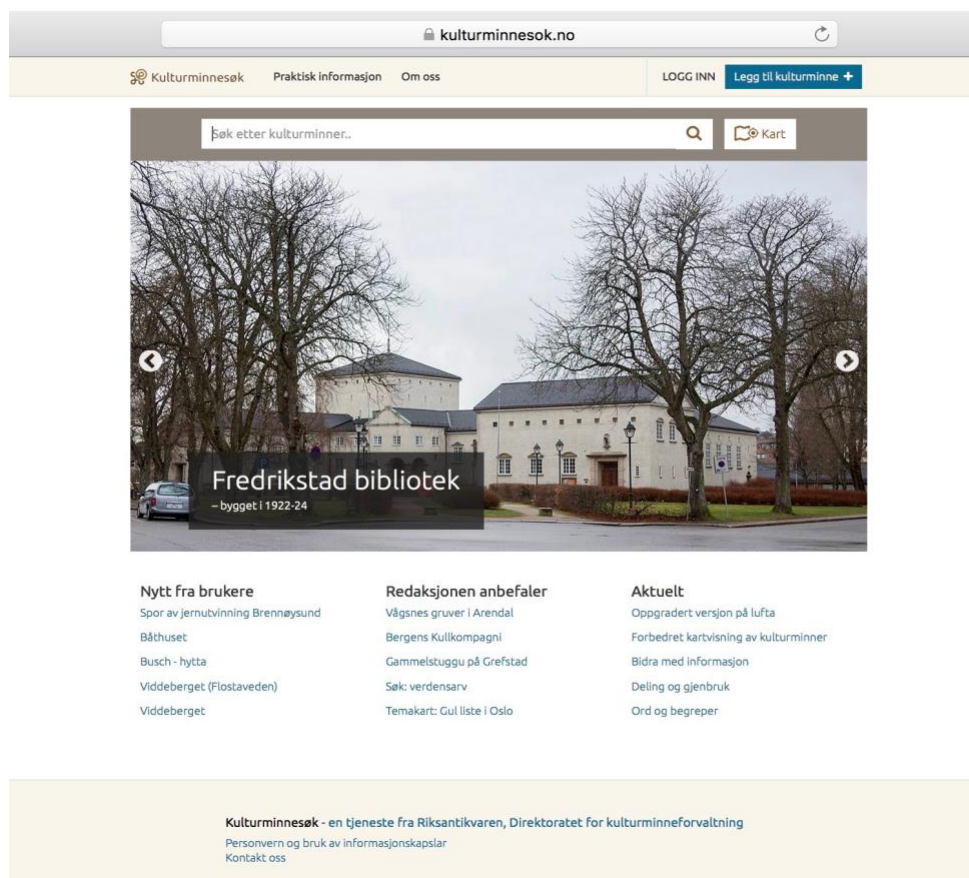 kulturminnesok.no
Kulturminnesøk Praktisk informasjon Om oss LOGG INN Legg til kulturminne +
Søk etter kulturminner.. Kart
Fredrikstad bibliotek
– bygget i 1922-24
Nytt fra brukere
Spor av jernutvinning Brennøysund
Båthuset
Busch - hytta
Viddeberget (Flostaveden)
Viddeberget
Redaksjonen anbefaler
Vågsnes gruver i Arendal
Bergens Kullkompagni
Gammelstuggu på Grefstad
Søk: verdensarv
Temakart: Gul liste i Oslo
Aktuelt
Oppgradert versjon på lufta
Forbedret kartvisning av kulturminner
Bidra med informasjon
Deling og gjenbruk
Ord og begreper
Kulturminnesøk - en tjeneste fra Riksantikvaren, Direktoratet for kulturminneforvaltning
Personvern og bruk av informasjonskapslar
Kontakt oss